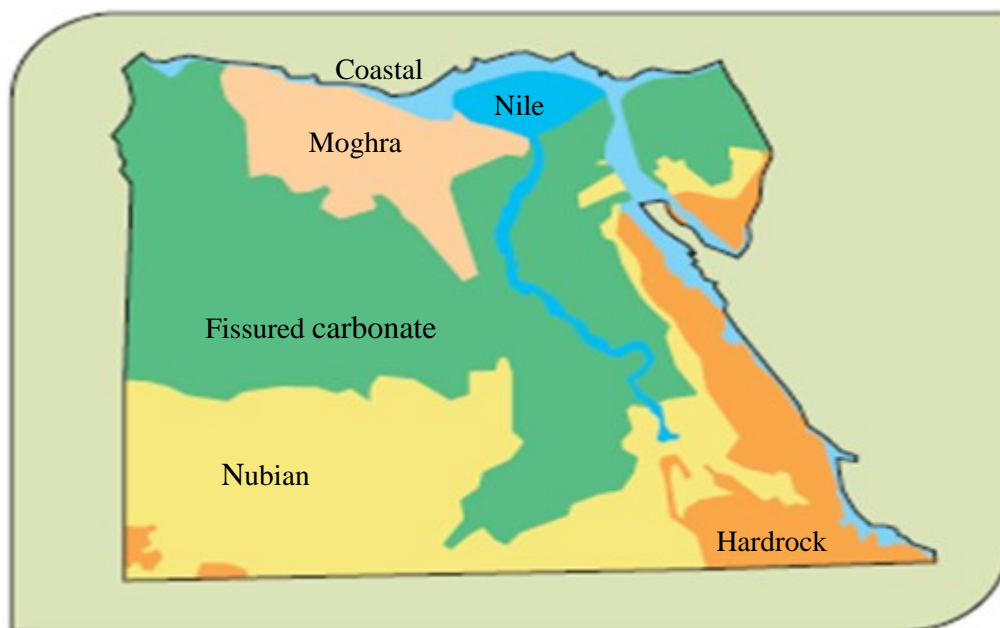 Coastal
Nile
Moghra
Fissured carbonate
Nubian
Hardrock